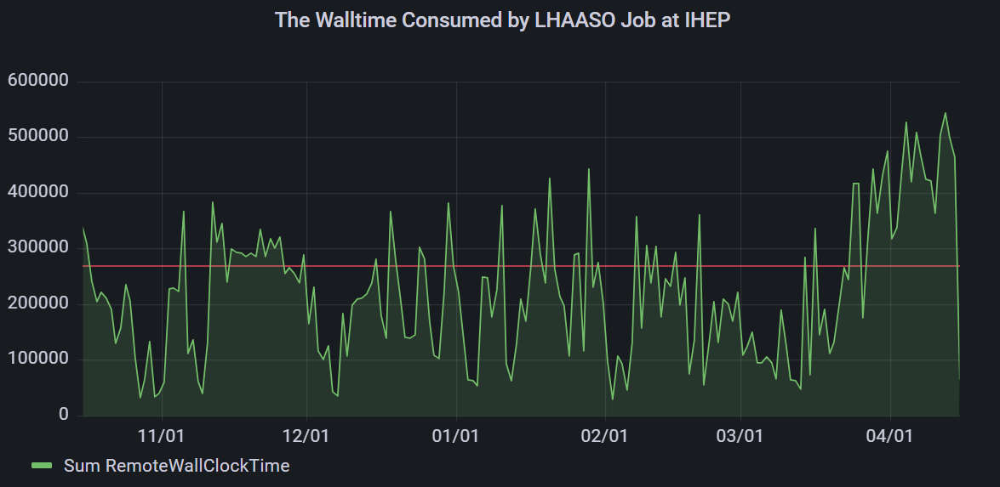 The Walltime Consumed by LHAASO Job at IHEP
600000
500000
400000
300000
200000
100000
0
11/01 12/01 01/01 02/01 03/01 04/01
Sum RemoteWallClockTime